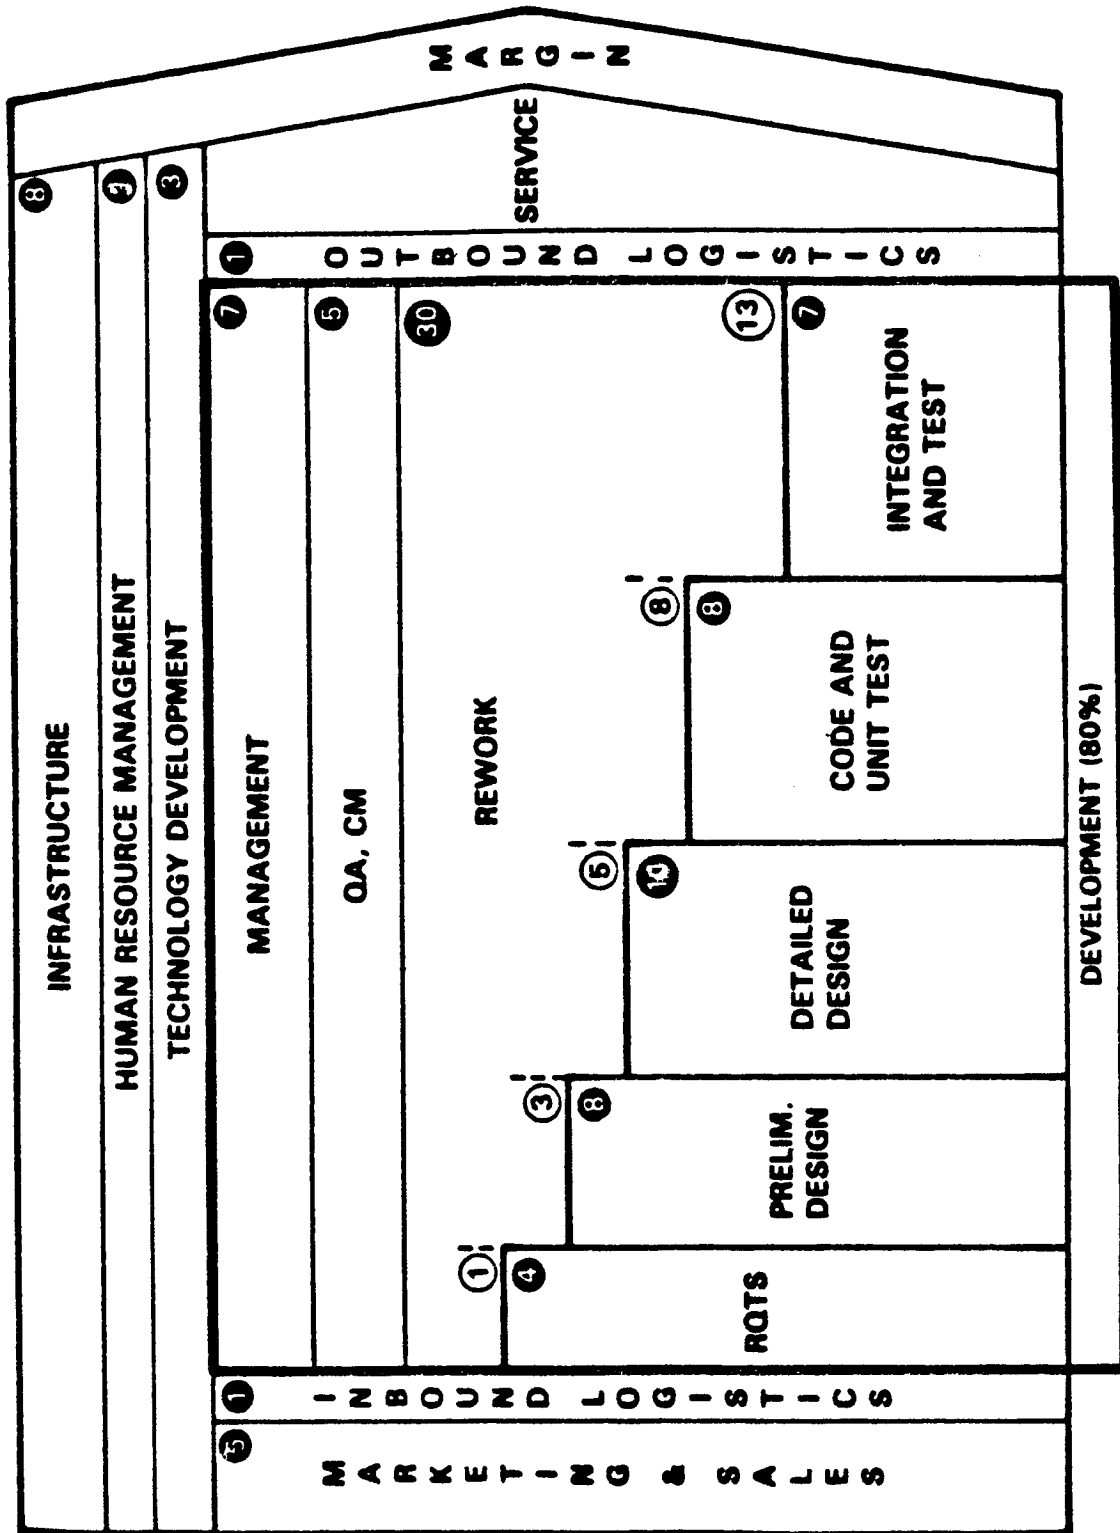 INFRASTRUCTURE 8
HUMAN RESOURCE MANAGEMENT
TECHNOLOGY DEVELOPMENT 3
5
MARKETING & SALES
1
INBOUND LOGISTICS
MANAGEMENT 7
QA, CM 5
REWORK 30
1
4
RQTS
3
8
PRELIM.
DESIGN
5
DETAILED
DESIGN
8
8
CODE AND
UNIT TEST
13
7
INTEGRATION
AND TEST
1
OUTBOUND LOGISTICS
SERVICE
MARGIN
DEVELOPMENT (80%)